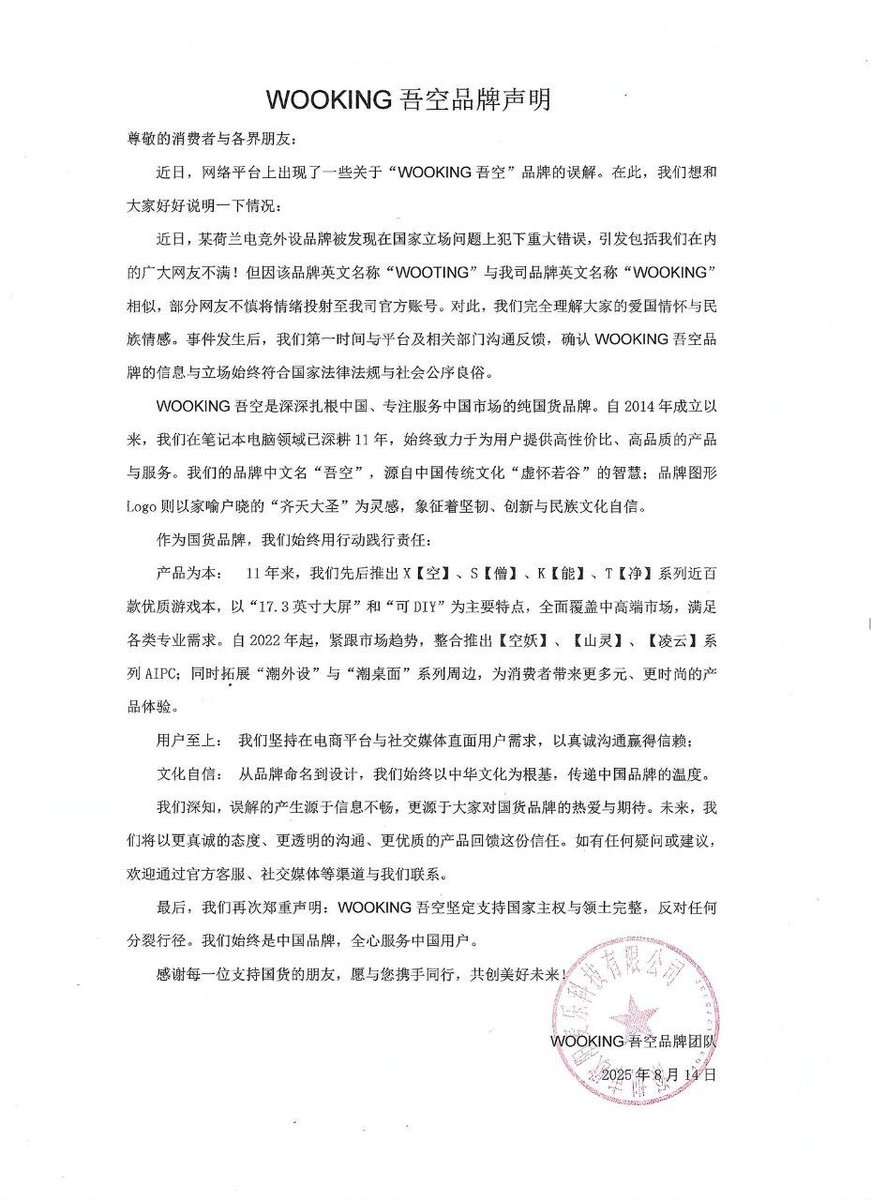 WOOKING 吾空品牌声明
尊敬的消费者与各界朋友：
近日，网络平台上出现了一些关于“WOOKING 吾空”品牌的误解。在此，我们想和
大家好好说明一下情况：
近日，某荷兰电竞外设品牌被发现在国家立场问题上犯下重大错误，引发包括我们在内
的广大网友不满！但因该品牌英文名称“WOOTING”与我司品牌英文名称“WOOKING”
相似，部分网友不慎将情绪投射至我司官方账号。对此，我们完全理解大家的爱国情怀与民
族情感。事件发生后，我们第一时间与平台及相关部门沟通反馈，确认 WOOKING 吾空品
牌的信息与立场始终符合国家法律法规与社会公序良俗。
WOOKING 吾空是深深扎根中国、专注服务中国市场的纯国货品牌。自 2014 年成立以
来，我们在笔记本电脑领域已深耕 11 年，始终致力于为用户提供高性价比、高品质的产品
与服务。我们的品牌中文名“吾空”，源自中国传统文化“虚怀若谷”的智慧；品牌图形
Logo 则以家喻户晓的“齐天大圣”为灵感，象征着坚韧、创新与民族文化自信。
作为国货品牌，我们始终用行动践行责任：
产品为本： 11 年来，我们先后推出 X【空】、S【僧】、K【能】、T【净】系列近百
款优质游戏本，以“17.3 英寸大屏”和“可 DIY”为主要特点，全面覆盖中高端市场，满足
各类专业需求。自 2022 年起，紧跟市场趋势，整合推出【空妖】、【山灵】、【凌云】系
列 AIPC；同时拓展“潮外设”与“潮桌面”系列周边，为消费者带来更多元、更时尚的产
品体验。
用户至上： 我们坚持在电商平台与社交媒体直面用户需求，以真诚沟通赢得信赖；
文化自信： 从品牌命名到设计，我们始终以中华文化为根基，传递中国品牌的温度。
我们深知，误解的产生源于信息不畅，更源于大家对国货品牌的热爱与期待。未来，我
们将以更真诚的态度、更透明的沟通、更优质的产品回馈这份信任。如有任何疑问或建议，
欢迎通过官方客服、社交媒体等渠道与我们联系。
最后，我们再次郑重声明：WOOKING 吾空坚定支持国家主权与领土完整，反对任何
分裂行径。我们始终是中国品牌，全心服务中国用户。
感谢每一位支持国货的朋友，愿与您携手同行，共创美好未来！
科技有限公司
WOOKING 吾空品牌团队
2025 年 8 月 14 日